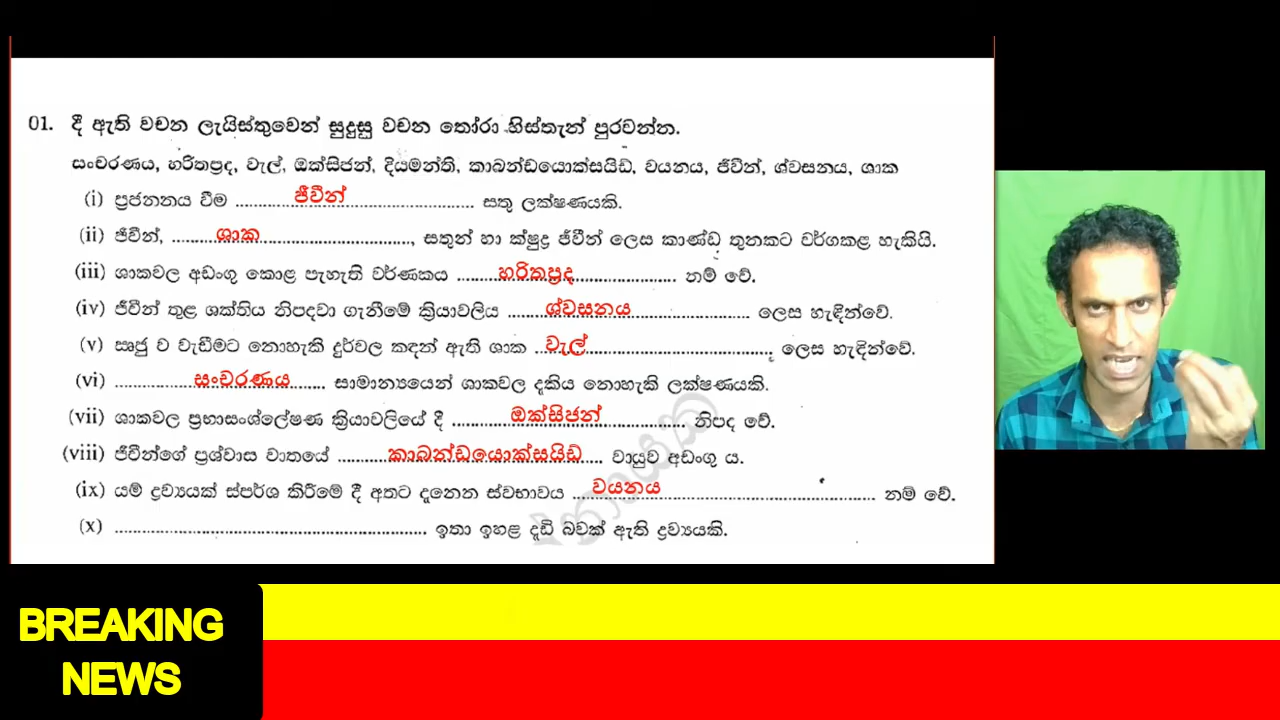 01. දී ඇති වචන ලැයිස්තුවෙන් සුදුසු වචන තෝරා හිස්තැන් පුරවන්න.
සංචරණය, හරිතප්‍රද, වැල්, ඔක්සිජන්, දියමන්ති, කාබන්ඩයොක්සයිඩ්, වයනය, ජීවීන්, ශ්වසනය, ශාක
(i) ප්‍රජනනය වීම ..........ජීවීන්.......... සතු ලක්ෂණයකි.
(ii) ජීවීන්, ..........ශාක.........., සතුන් හා ක්ෂුද්‍ර ජීවීන් ලෙස කාණ්ඩ තුනකට වර්ගකළ හැකියි.
(iii) ශාකවල අඩංගු කොළ පැහැති වර්ණකය ..........හරිතප්‍රද.......... නම් වේ.
(iv) ජීවීන් තුළ ශක්තිය නිපදවා ගැනීමේ ක්‍රියාවලිය ..........ශ්වසනය.......... ලෙස හැඳින්වේ.
(v) ඍජු ව වැඩීමට නොහැකි දුර්වල කඳන් ඇති ශාක ..........වැල්.......... ලෙස හැඳින්වේ.
(vi) ..........සංචරණය.......... සාමාන්‍යයෙන් ශාකවල දැකිය නොහැකි ලක්ෂණයකි.
(vii) ශාකවල ප්‍රභාසංශ්ලේෂණ ක්‍රියාවලියේ දී ..........ඔක්සිජන්.......... නිපද වේ.
(viii) ජීවීන්ගේ ප්‍රශ්වාස වාතයේ ..........කාබන්ඩයොක්සයිඩ්.......... වායුව අඩංගු ය.
(ix) යම් ද්‍රව්‍යයක් ස්පර්ශ කිරීමේ දී අතට දැනෙන ස්වභාවය ..........වයනය.......... නම් වේ.
(x) .................... ඉතා ඉහළ දැඩි බවක් ඇති ද්‍රව්‍යයකි.
BREAKING
NEWS